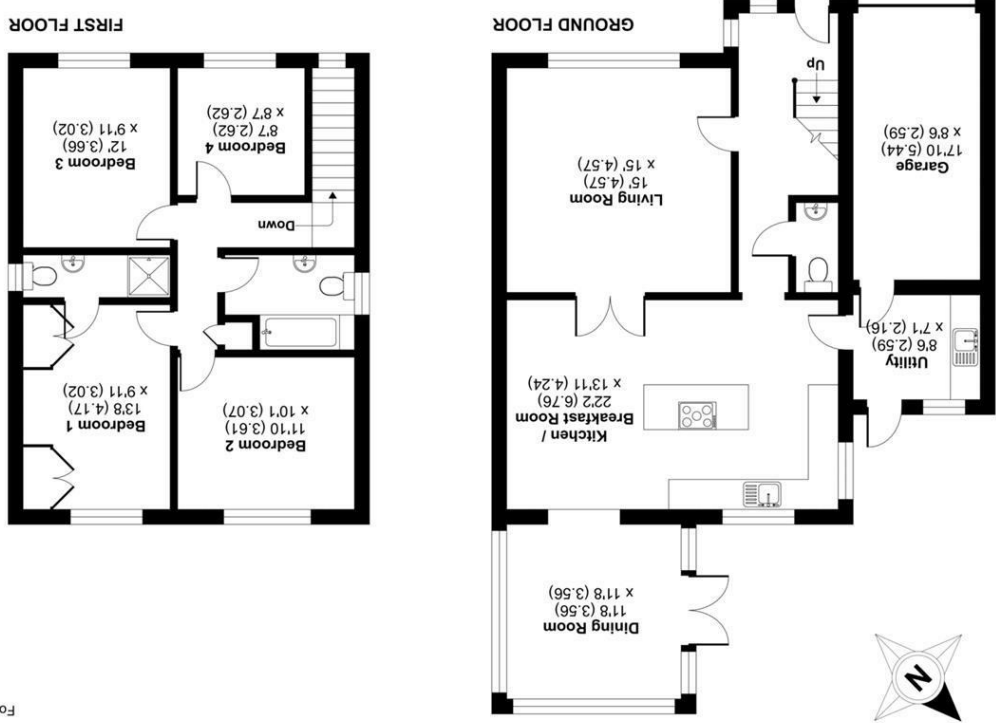 Fo
N
Dining Room
11'8 (3.56)
x 11'8 (3.56)
Kitchen /
Breakfast Room
22'2 (6.76)
x 13'11 (4.24)
Utility
8'6 (2.59)
x 7'1 (2.16)
Living Room
15' (4.57)
x 15' (4.57)
Garage
17'10 (5.44)
x 8'6 (2.59)
Up
GROUND FLOOR
Bedroom 2
11'10 (3.61)
x 10'1 (3.07)
Bedroom 1
13'8 (4.17)
x 9'11 (3.02)
Down
Bedroom 4
8'7 (2.62)
x 8'7 (2.62)
Bedroom 3
12' (3.66)
x 9'11 (3.02)
FIRST FLOOR